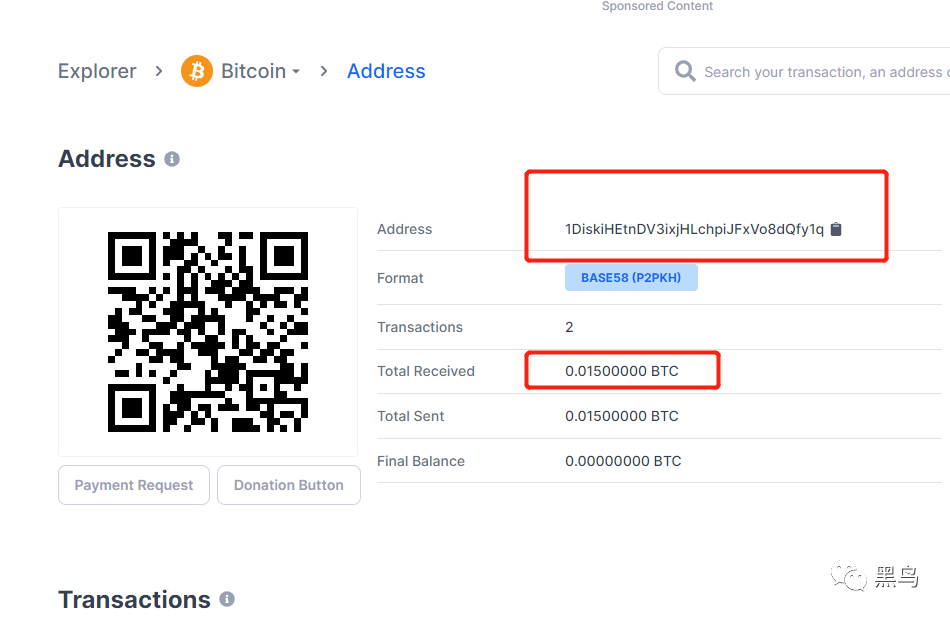 Sponsored Content
Explorer > Bitcoin > Address
Search your transaction, an address
Address
Address 1DiskiHEtnDV3ixjHLchpiJFxVo8dQfy1q
Format BASE58 (P2PKH)
Transactions 2
Total Received 0.01500000 BTC
Total Sent 0.01500000 BTC
Final Balance 0.00000000 BTC
Payment Request Donation Button
黑鸟
Transactions